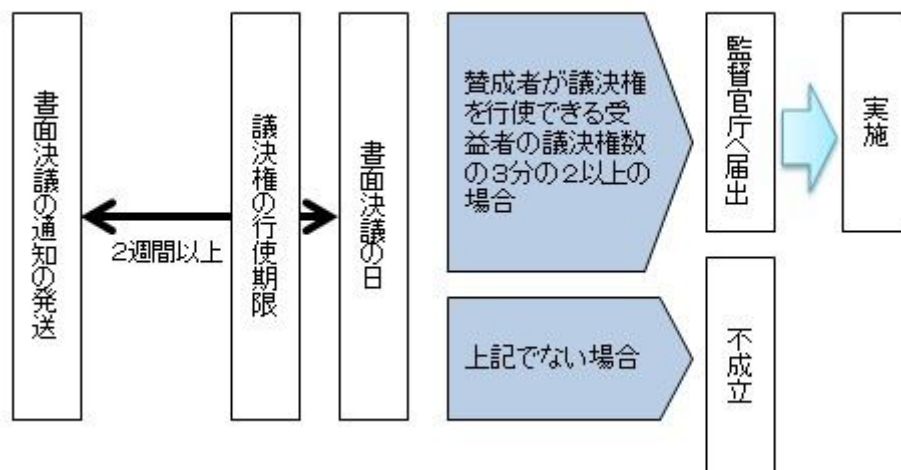 書面決議の通知の発送
2週間以上
議決権の行使期限
書面決議の日
賛成者が議決権
を行使できる受
益者の議決権数
の3分の2以上の
場合
監督官庁へ届出
実施
上記でない場合
不成立